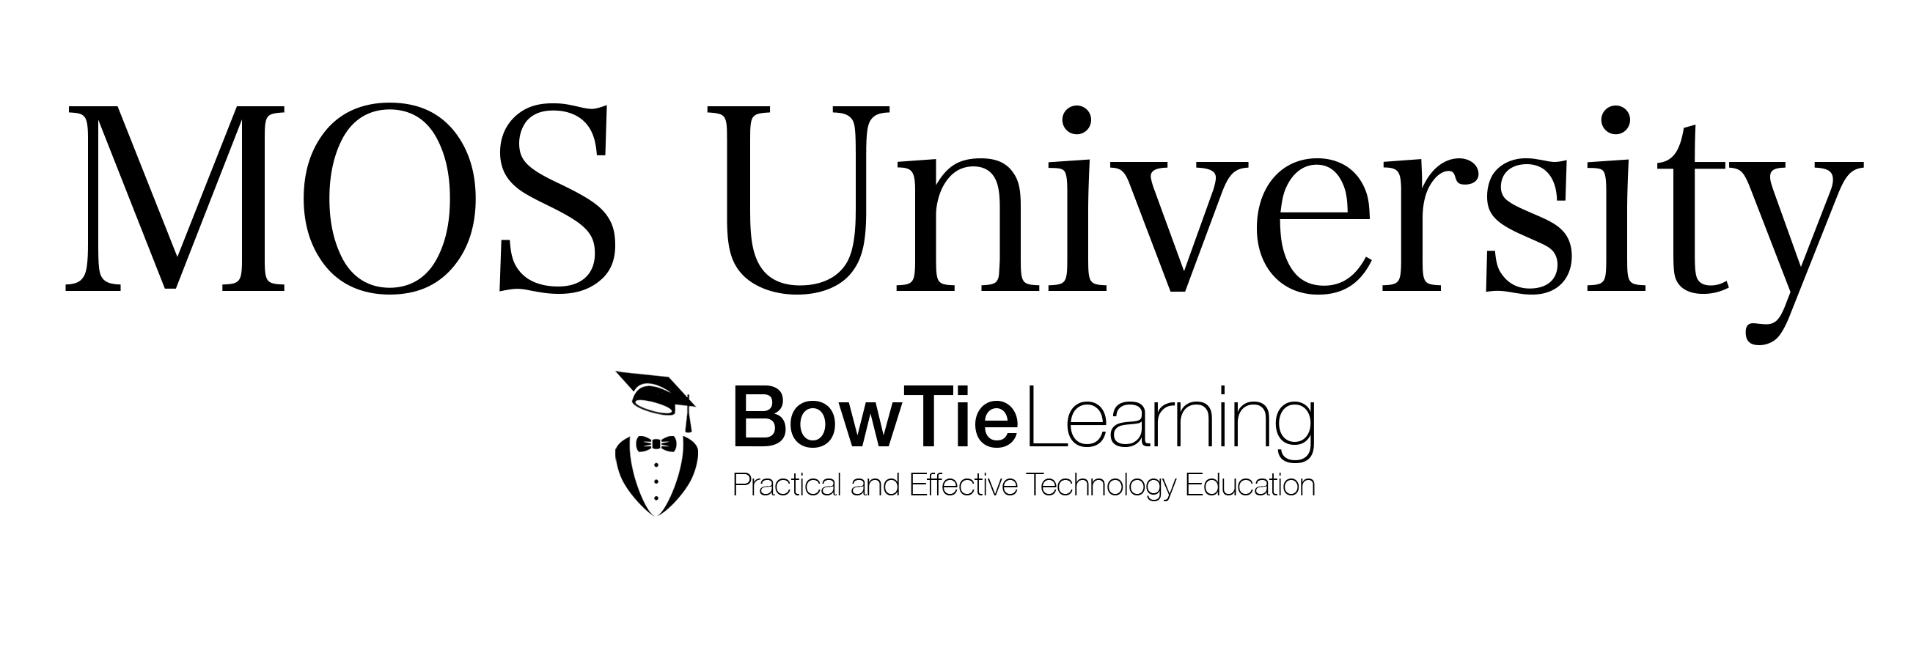 MOS University
BowTieLearning
Practical and Effective Technology Education